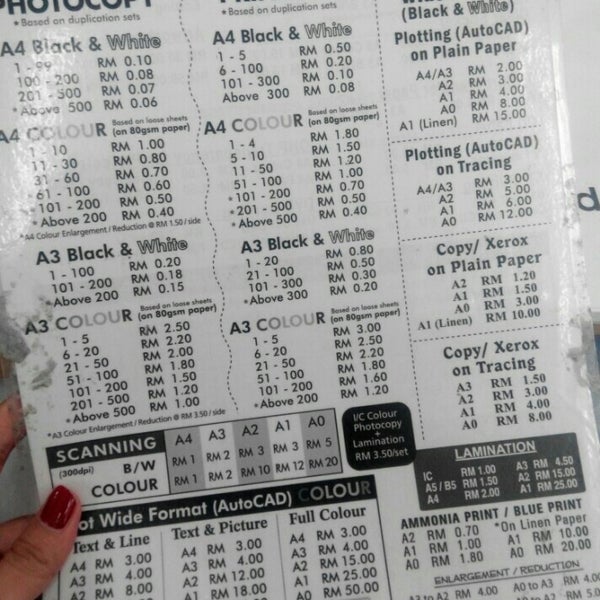 PHOTOCOPY
*Based on duplication sets
A4 Black & White
1 - 99 RM 0.10
100 - 200 RM 0.08
201 - 500 RM 0.07
*Above 500 RM 0.06
A4 COLOUR Based on loose sheets (on 80gsm paper)
1 - 10 RM 1.00
11 - 30 RM 0.80
31 - 60 RM 0.70
*61 - 100 RM 0.60
*101 - 200 RM 0.50
*Above 200 RM 0.40
*A4 Colour Enlargement / Reduction @ RM 1.50 / side
A3 Black & White
1 - 100 RM 0.20
101 - 200 RM 0.18
*Above 200 RM 0.15
A3 COLOUR Based on loose sheets (on 80gsm paper)
1 - 5 RM 2.50
6 - 20 RM 2.20
21 - 50 RM 2.00
51 - 100 RM 1.80
*101 - 200 RM 1.50
*201 - 500 RM 1.20
*Above 500 RM 1.00
*A3 Colour Enlargement / Reduction @ RM 3.50 / side
*Based on duplication sets
A4 Black & White
1 - 5 RM 0.50
6 - 100 RM 0.20
101 - 300 RM 0.10
Above 300 RM 0.08
A4 COLOUR Based on loose sheets (on 80gsm paper)
1 - 4 RM 1.80
5 - 10 RM 1.50
11 - 50 RM 1.20
51 - 100 RM 1.00
*101 - 200 RM 0.70
*201 - 500 RM 0.50
*Above 500 RM 0.40
A3 Black & White
1 - 20 RM 0.80
21 - 100 RM 0.50
101 - 300 RM 0.30
Above 300 RM 0.20
A3 COLOUR Based on loose sheets (on 80gsm paper)
1 - 5 RM 3.00
6 - 20 RM 2.50
21 - 50 RM 2.20
51 - 100 RM 1.80
*101 - 200 RM 1.60
*Above 200 RM 1.20
(Black & White)
Plotting (AutoCAD)
on Plain Paper
A4/A3 RM 2.00
A2 RM 3.00
A1 RM 4.00
A0 RM 8.00
A1 (Linen) RM 15.00
Plotting (AutoCAD)
on Tracing
A4/A3 RM 3.00
A2 RM 5.00
A1 RM 6.00
A0 RM 12.00
Copy/ Xerox
on Plain Paper
A2 RM 1.20
A1 RM 1.50
A0 RM 3.00
A1 (Linen) RM 10.00
Copy/ Xerox
on Tracing
A3 RM 1.50
A2 RM 3.00
A1 RM 4.00
A0 RM 8.00
SCANNING A4 A3 A2 A1 A0
(300dpi) B/W RM 1 RM 2 RM 3 RM 3 RM 5
COLOUR RM 1 RM 2 RM 10 RM 12 RM 20
I/C Colour
Photocopy
+
Lamination
RM 3.50/set
LAMINATION
IC RM 1.00 A3 RM 4.50
A5 / B5 RM 1.50 A2 RM 15.00
A4 RM 2.00 A1 RM 25.00
ot Wide Format (AutoCAD) COLOUR
Text & Line
A4 RM 3.00
A3 RM 4.00
A2 RM 8.00
Text & Picture
A4 RM 3.00
A3 RM 4.00
A2 RM 12.00
A1 RM 18.00
Full Colour
A4 RM 3.00
A3 RM 4.00
A2 RM 15.00
A1 RM 25.00
A0 RM 50.00
AMMONIA PRINT / BLUE PRINT
A2 RM 0.70 *On Linen Paper
A1 RM 1.00 A1 RM 10.00
A0 RM 1.80 A0 RM 20.00
ENLARGEMENT / REDUCTION
to A2 RM 4.00 A0 to A3 RM 4.00